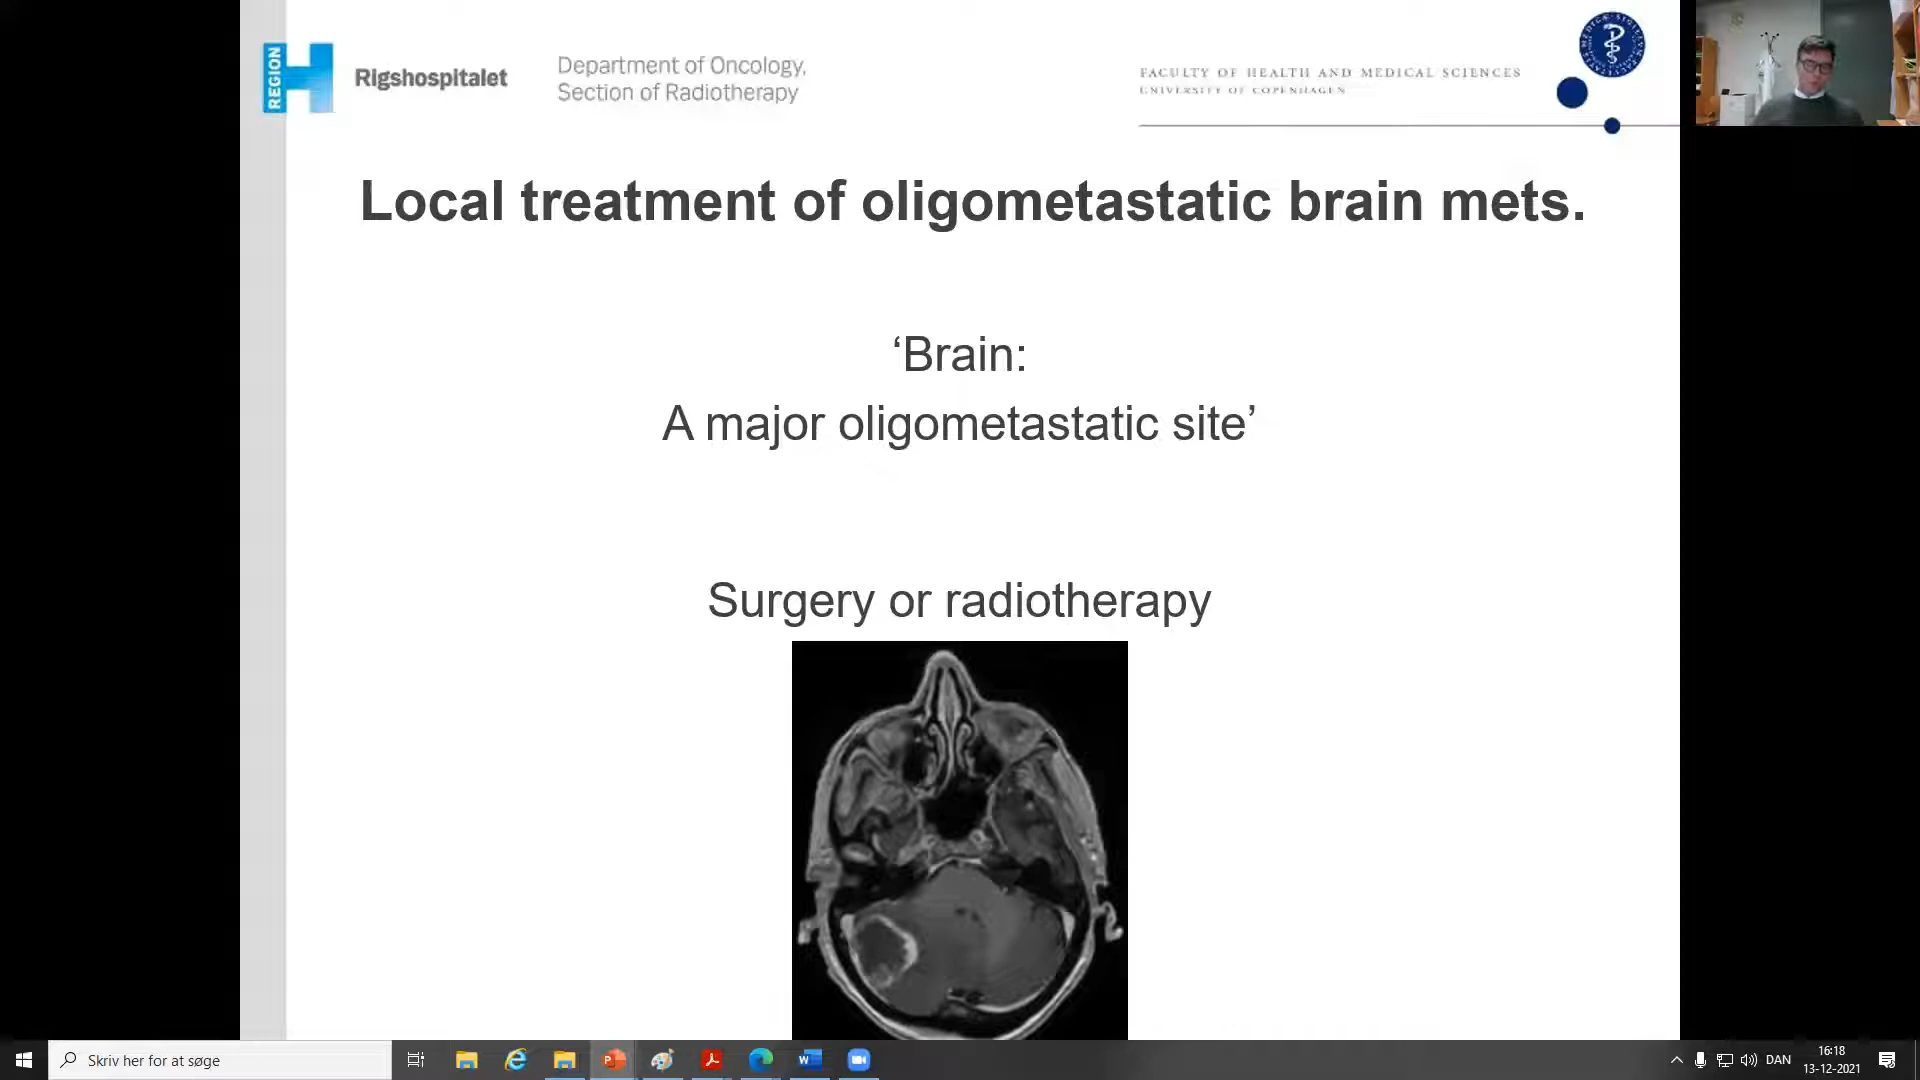 REGION
Rigshospitalet
Department of Oncology,
Section of Radiotherapy
FACULTY OF HEALTH AND MEDICAL SCIENCES
UNIVERSITY OF COPENHAGEN
Local treatment of oligometastatic brain mets.
‘Brain:
A major oligometastatic site’
Surgery or radiotherapy
Skriv her for at søge
DAN
16:18
13-12-2021